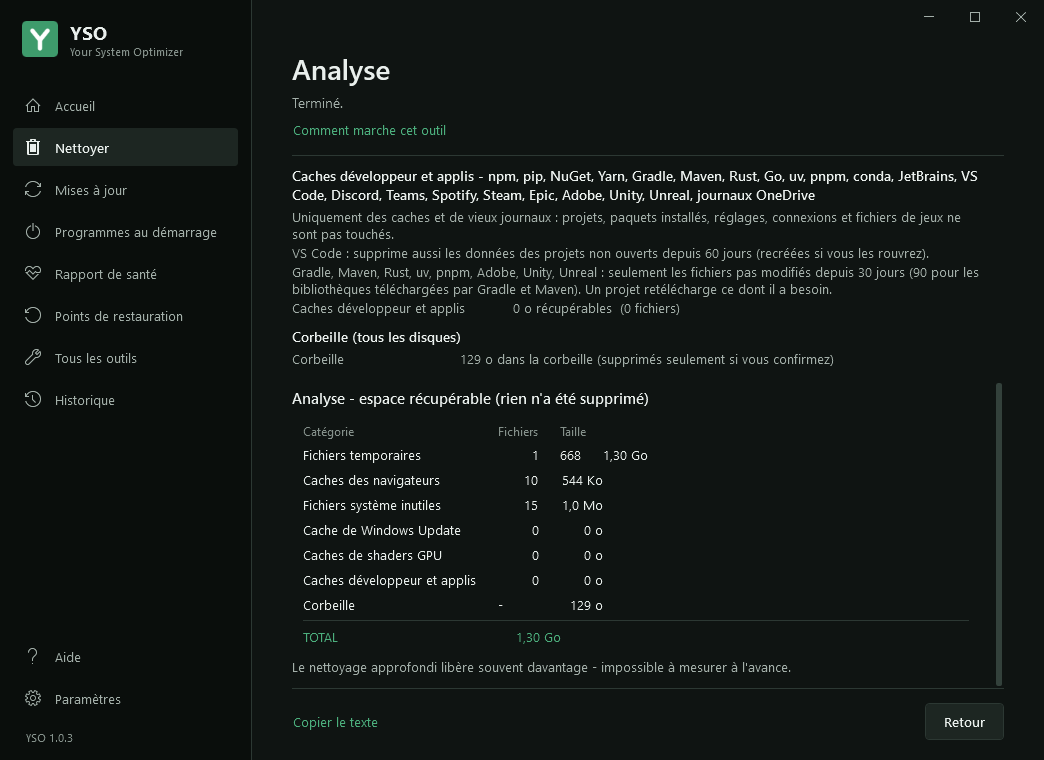 YSO
Your System Optimizer
Accueil
Nettoyer
Mises à jour
Programmes au démarrage
Rapport de santé
Points de restauration
Tous les outils
Historique
Aide
Paramètres
YSO 1.0.3
Analyse
Terminé.
Comment marche cet outil
Caches développeur et applis - npm, pip, NuGet, Yarn, Gradle, Maven, Rust, Go, uv, pnpm, conda, JetBrains, VS
Code, Discord, Teams, Spotify, Steam, Epic, Adobe, Unity, Unreal, journaux OneDrive
Uniquement des caches et de vieux journaux : projets, paquets installés, réglages, connexions et fichiers de jeux ne
sont pas touchés.
VS Code : supprime aussi les données des projets non ouverts depuis 60 jours (recréées si vous les rouvrez).
Gradle, Maven, Rust, uv, pnpm, Adobe, Unity, Unreal : seulement les fichiers pas modifiés depuis 30 jours (90 pour les
bibliothèques téléchargées par Gradle et Maven). Un projet retélécharge ce dont il a besoin.
Caches développeur et applis 0 o récupérables (0 fichiers)
Corbeille (tous les disques)
Corbeille 129 o dans la corbeille (supprimés seulement si vous confirmez)
Analyse - espace récupérable (rien n'a été supprimé)
Catégorie Fichiers Taille
Fichiers temporaires 1 668 1,30 Go
Caches des navigateurs 10 544 Ko
Fichiers système inutiles 15 1,0 Mo
Cache de Windows Update 0 0 o
Caches de shaders GPU 0 0 o
Caches développeur et applis 0 0 o
Corbeille - 129 o
TOTAL 1,30 Go
Le nettoyage approfondi libère souvent davantage - impossible à mesurer à l'avance.
Copier le texte
Retour